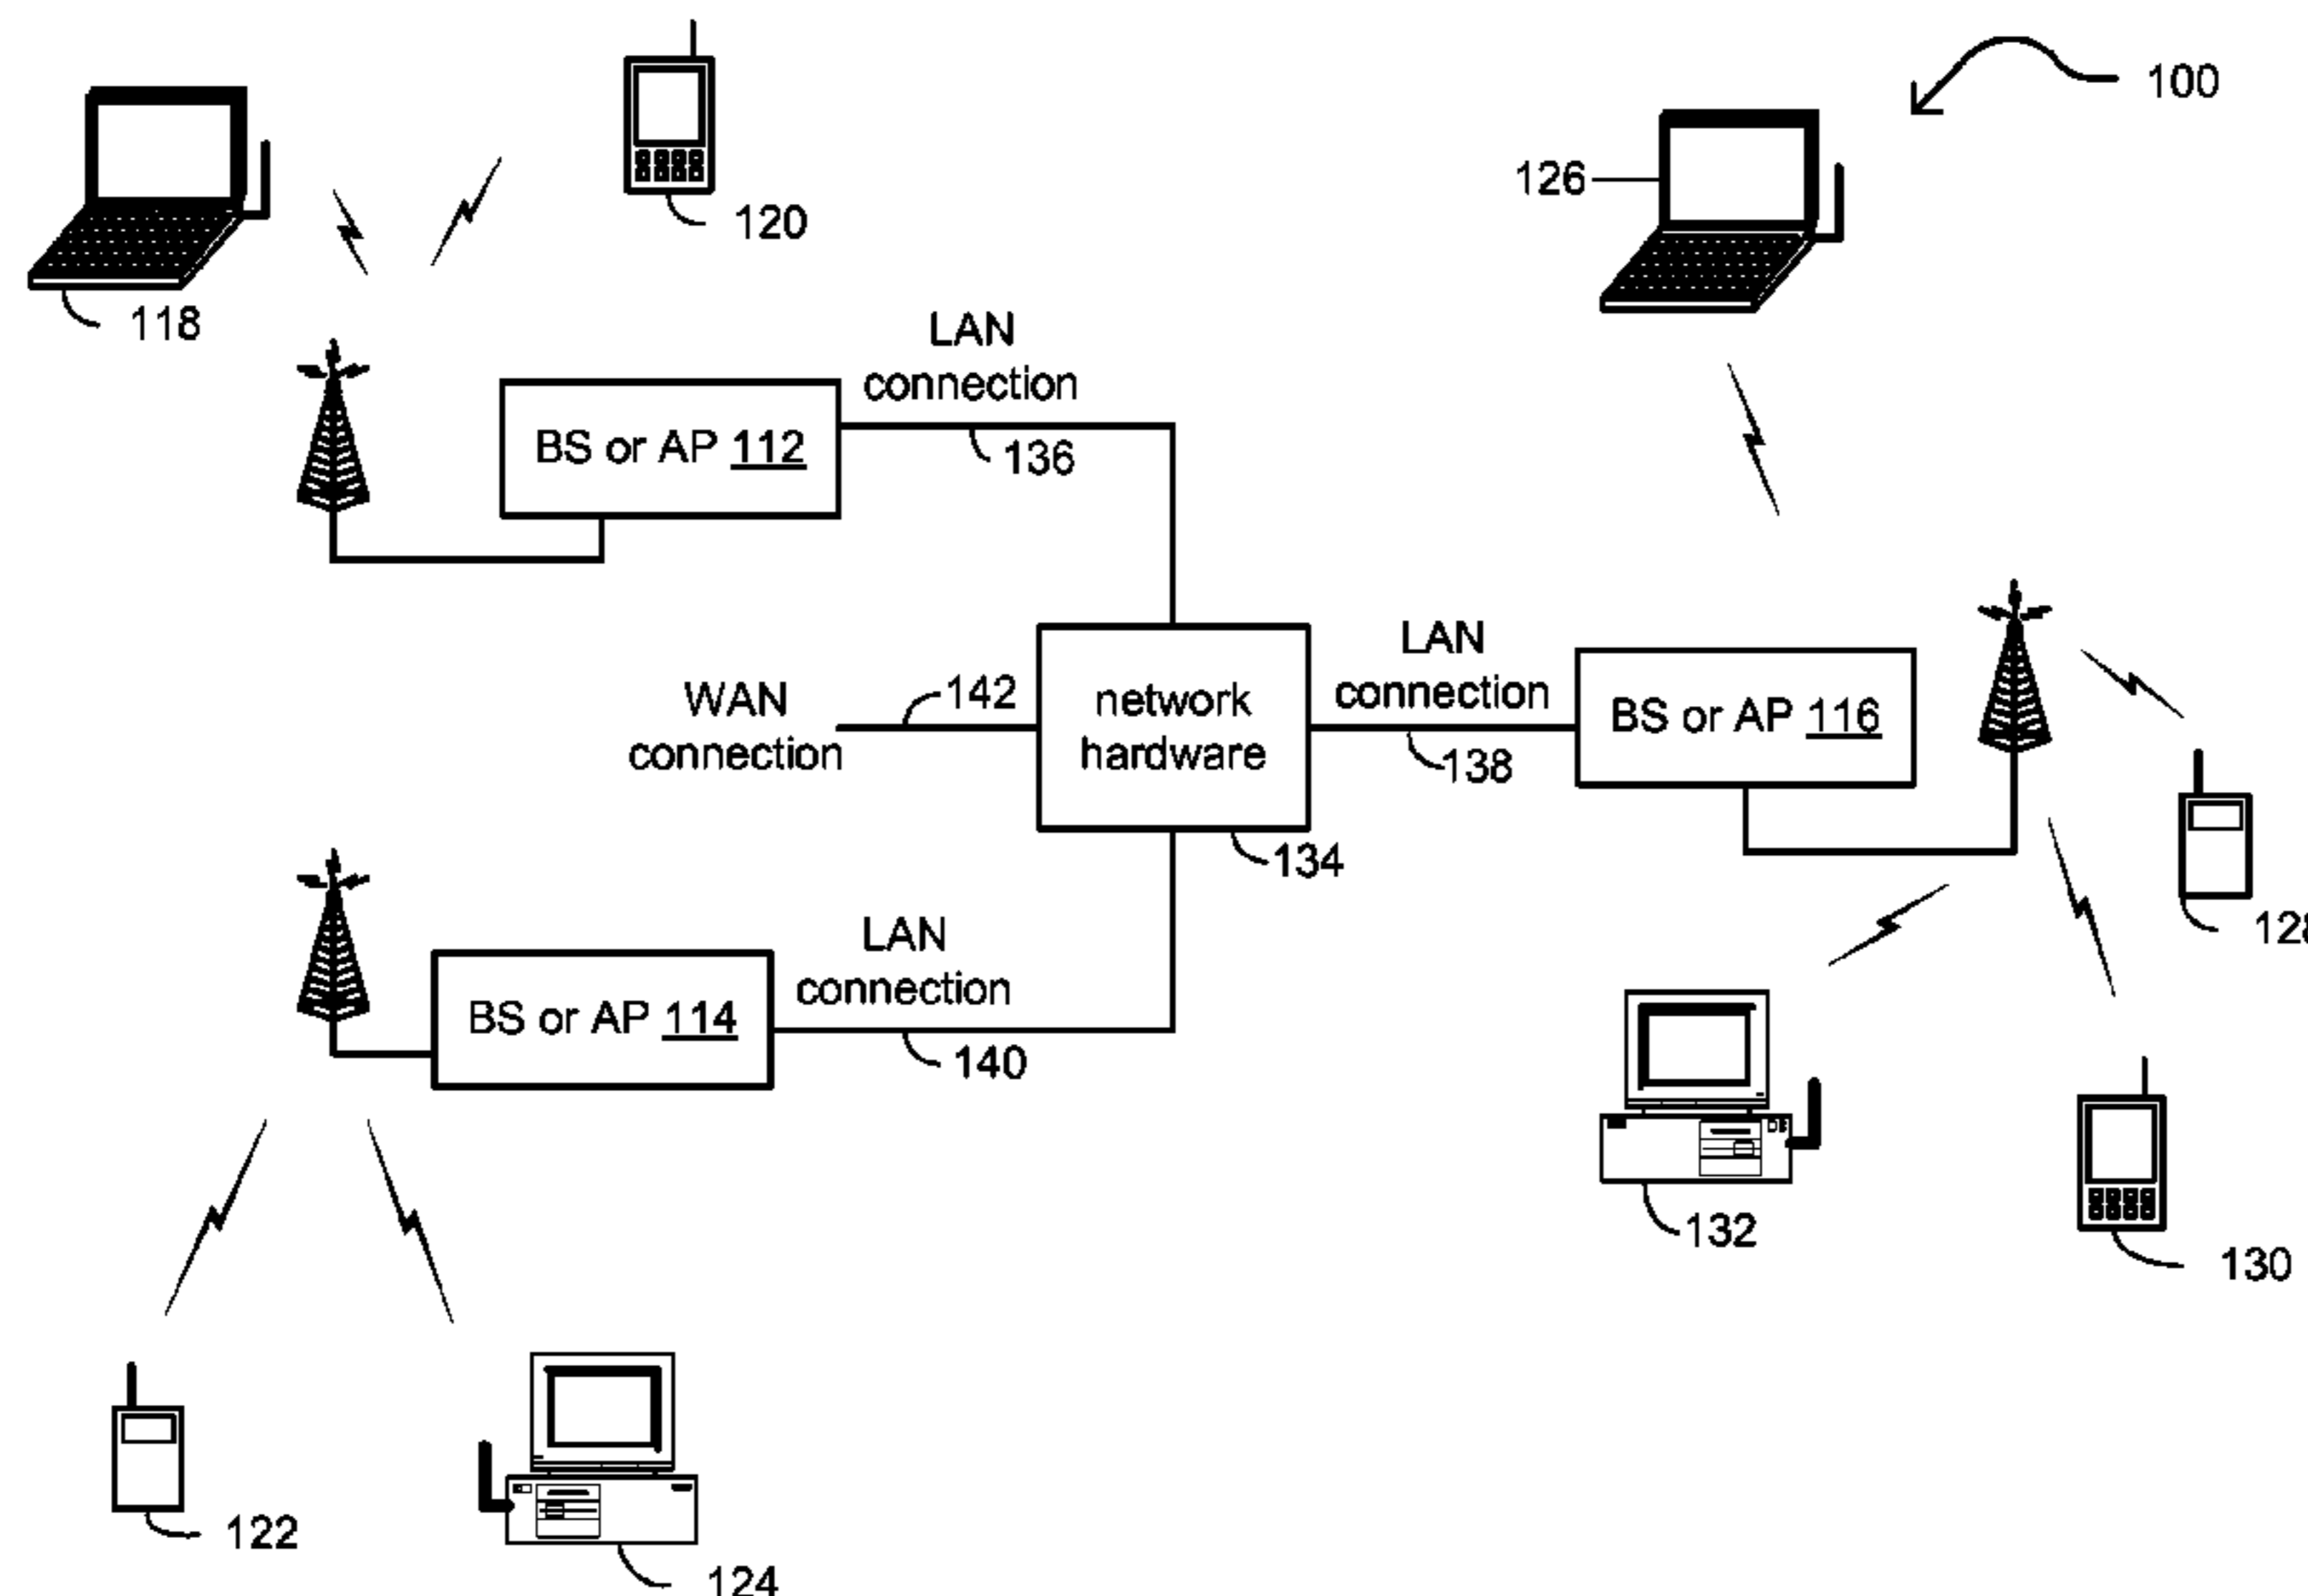 100
120
126
118
LAN
connection
BS or AP 112
136
LAN
connection
WAN
connection
142
network
hardware
BS or AP 116
138
134
128
LAN
connection
BS or AP 114
140
132
130
122
124